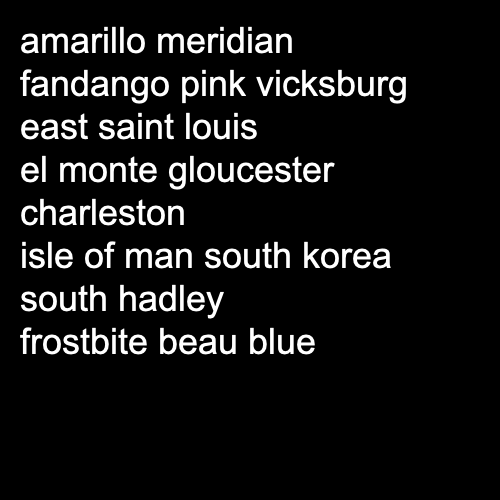 amarillo meridian
fandango pink vicksburg
east saint louis
el monte gloucester
charleston
isle of man south korea
south hadley
frostbite beau blue